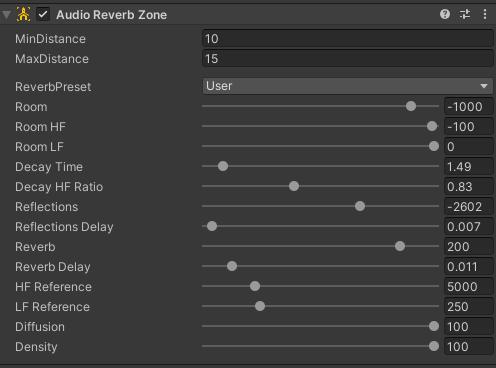 Audio Reverb Zone
MinDistance 10
MaxDistance 15
ReverbPreset User
Room -1000
Room HF -100
Room LF 0
Decay Time 1.49
Decay HF Ratio 0.83
Reflections -2602
Reflections Delay 0.007
Reverb 200
Reverb Delay 0.011
HF Reference 5000
LF Reference 250
Diffusion 100
Density 100